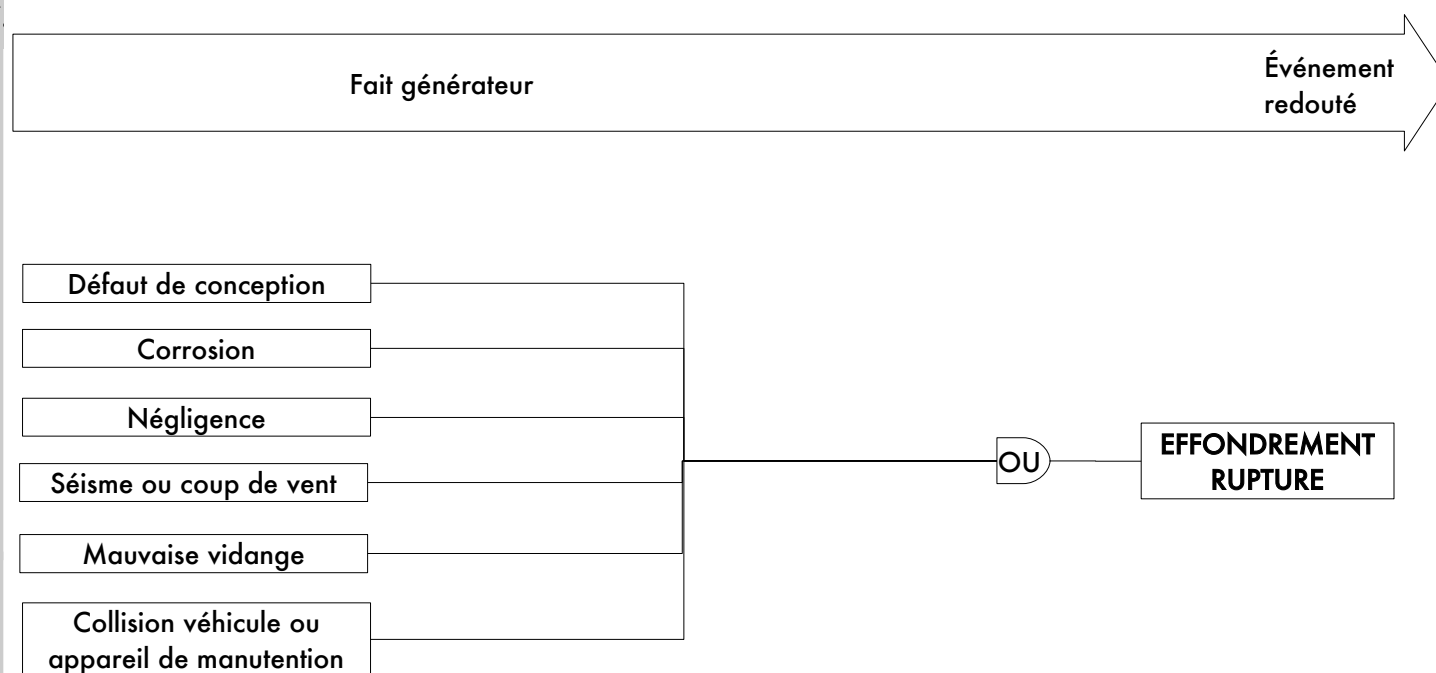 Fait générateur
Événement
redouté
Défaut de conception
Corrosion
Négligence
Séisme ou coup de vent
Mauvaise vidange
Collision véhicule ou
appareil de manutention
OU
EFFONDREMENT
RUPTURE